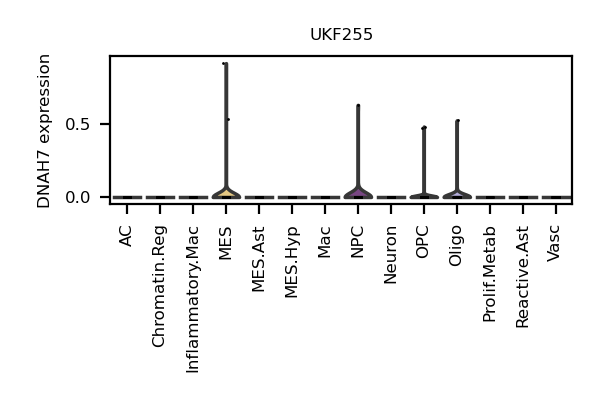 UKF255
DNAH7 expression
0.5
0.0
AC
Chromatin.Reg
Inflammatory.Mac
MES
MES.Ast
MES.Hyp
Mac
NPC
Neuron
OPC
Oligo
Prolif.Metab
Reactive.Ast
Vasc